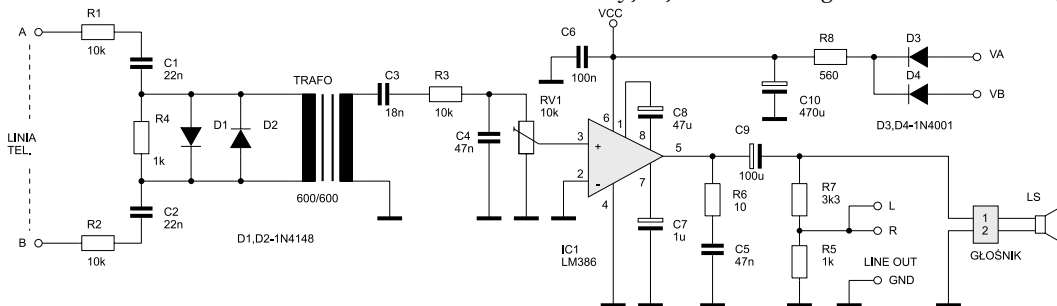 A
R1
10k
C1
22n
LINIA
TEL.
R4
1k
D1
D2
TRAFO
600/600
C2
22n
B
R2
10k
D1,D2-1N4148
C3
18n
R3
10k
C4
47n
RV1
10k
VCC
C6
100n
6
1
3
+
2
-
4
8
7
5
C8
47u
C7
1u
IC1
LM386
C9
100u
R6
10
C5
47n
R8
560
C10
470u
D3
VA
D4
VB
D3,D4-1N4001
R7
3k3
R5
1k
L
R
LINE OUT
GND
LS
1
2
GŁOŚNIK